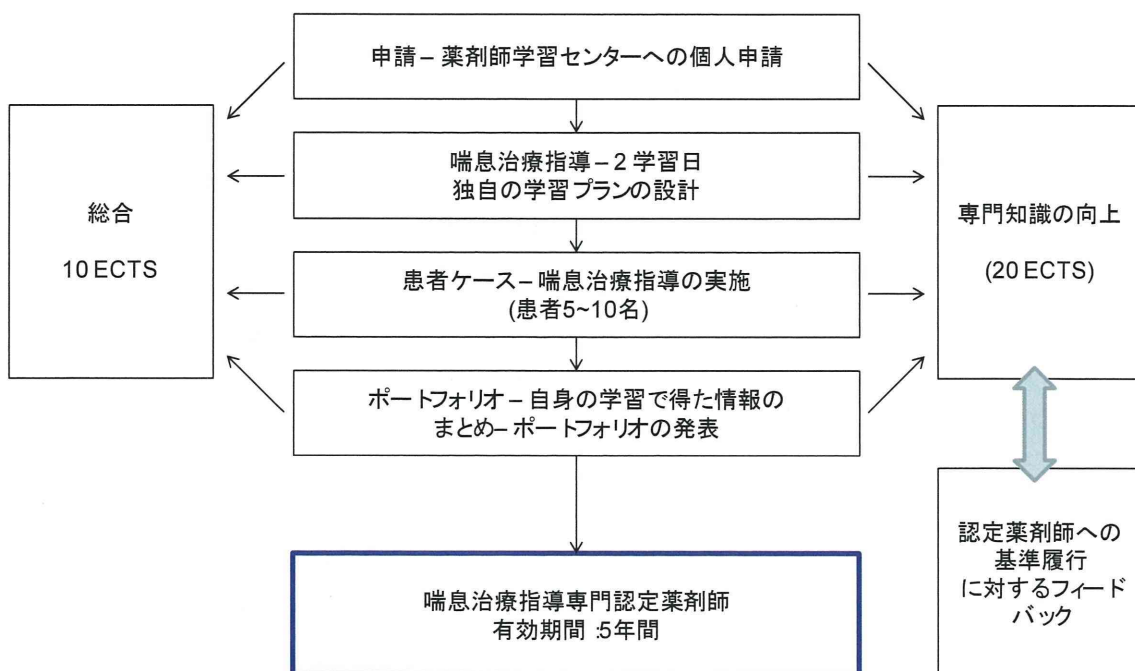 申請 – 薬剤師学習センターへの個人申請
喘息治療指導 – 2 学習日
独自の学習プランの設計
総合
10 ECTS
専門知識の向上
(20 ECTS)
患者ケース – 喘息治療指導の実施
(患者5~10名)
ポートフォリオ – 自身の学習で得た情報の
まとめ– ポートフォリオの発表
認定薬剤師への
基準履行
に対するフィード
バック
喘息治療指導専門認定薬剤師
有効期間 :5年間